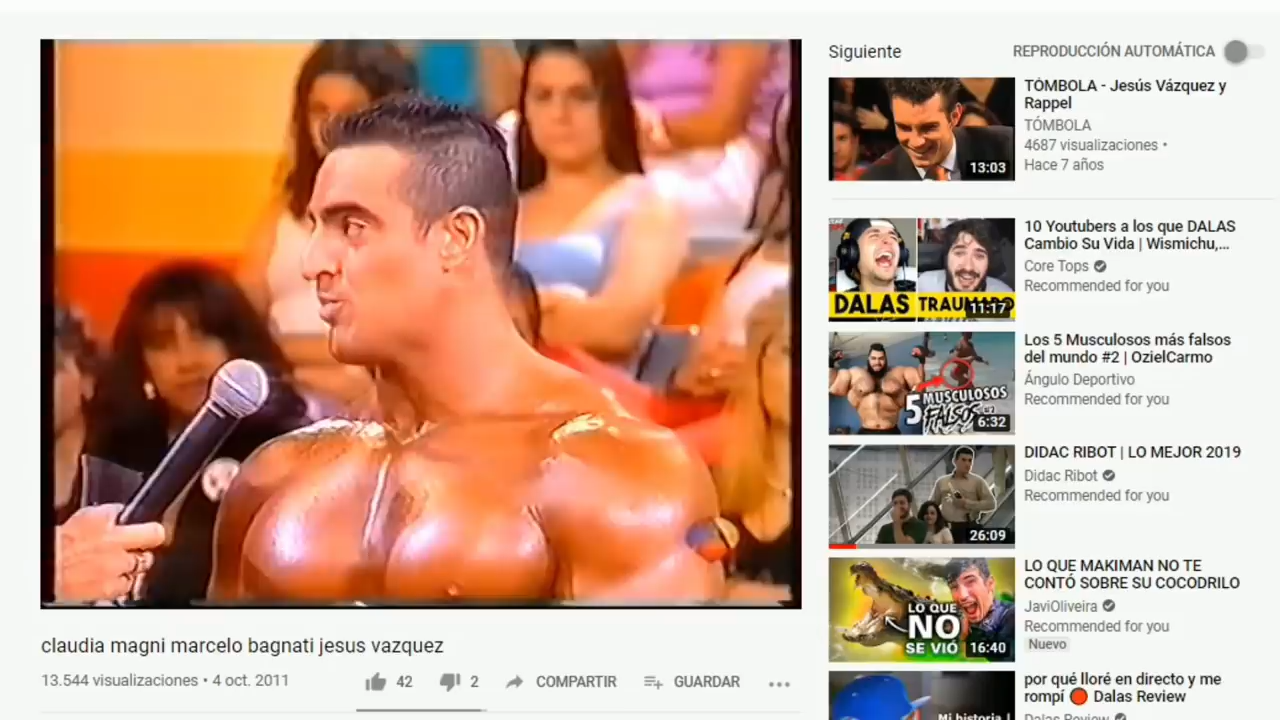 Siguiente
REPRODUCCIÓN AUTOMÁTICA
TÓMBOLA - Jesús Vázquez y
Rappel
TÓMBOLA
4687 visualizaciones •
Hace 7 años
13:03
10 Youtubers a los que DALAS
Cambio Su Vida | Wismichu,...
Core Tops
Recommended for you
DALAS
11:17
Los 5 Musculosos más falsos
del mundo #2 | OzielCarmo
Ángulo Deportivo
Recommended for you
5 MUSCULOSOS
FALSOS
6:32
DIDAC RIBOT | LO MEJOR 2019
Didac Ribot
Recommended for you
26:09
LO QUE MAKIMAN NO TE
CONTÓ SOBRE SU COCODRILO
JaviOliveira
Recommended for you
Nuevo
LO QUE
NO
SE VIÓ
16:40
por qué lloré en directo y me
rompí 🔴 Dalas Review
Dalas Review
Mi historia
claudia magni marcelo bagnati jesus vazquez
13.544 visualizaciones • 4 oct. 2011
42
2
COMPARTIR
GUARDAR